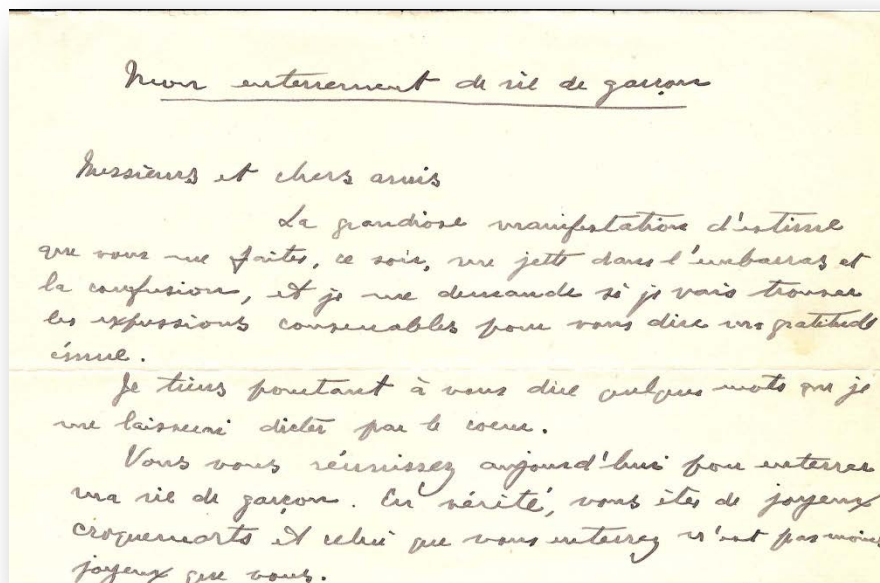 Mon enterrement de vie de garçon
Messieurs et chers amis
La grandiose manifestation d'estime
que vous me faites, ce soir, me jette dans l'embarras et
la confusion, et je me demande si je vais trouver
les expressions convenables pour vous dire ma gratitude
émue.
Je tiens pourtant à vous dire quelques mots que je
me laisserai dicter par le coeur.
Vous vous réunissez aujourd'hui pour enterrer
ma vie de garçon. En vérité, vous êtes de joyeux
croquemorts et celui que vous enterrez n'est pas moins
joyeux que vous.